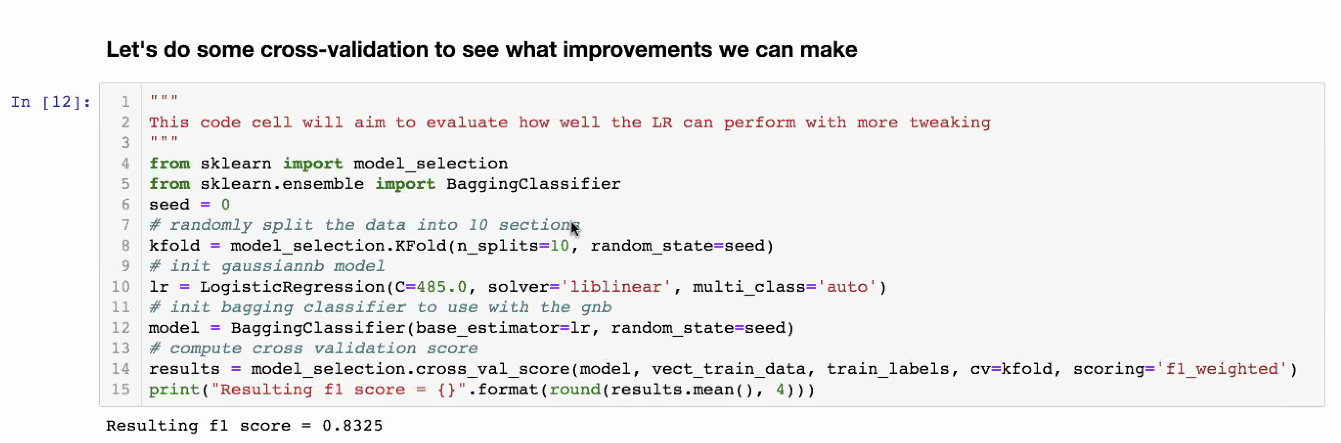 Let's do some cross-validation to see what improvements we can make
In [12]:
1 """
2 This code cell will aim to evaluate how well the LR can perform with more tweaking
3 """
4 from sklearn import model_selection
5 from sklearn.ensemble import BaggingClassifier
6 seed = 0
7 # randomly split the data into 10 sections
8 kfold = model_selection.KFold(n_splits=10, random_state=seed)
9 # init gaussiannb model
10 lr = LogisticRegression(C=485.0, solver='liblinear', multi_class='auto')
11 # init bagging classifier to use with the gnb
12 model = BaggingClassifier(base_estimator=lr, random_state=seed)
13 # compute cross validation score
14 results = model_selection.cross_val_score(model, vect_train_data, train_labels, cv=kfold, scoring='f1_weighted')
15 print("Resulting f1 score = {}".format(round(results.mean(), 4)))
Resulting f1 score = 0.8325